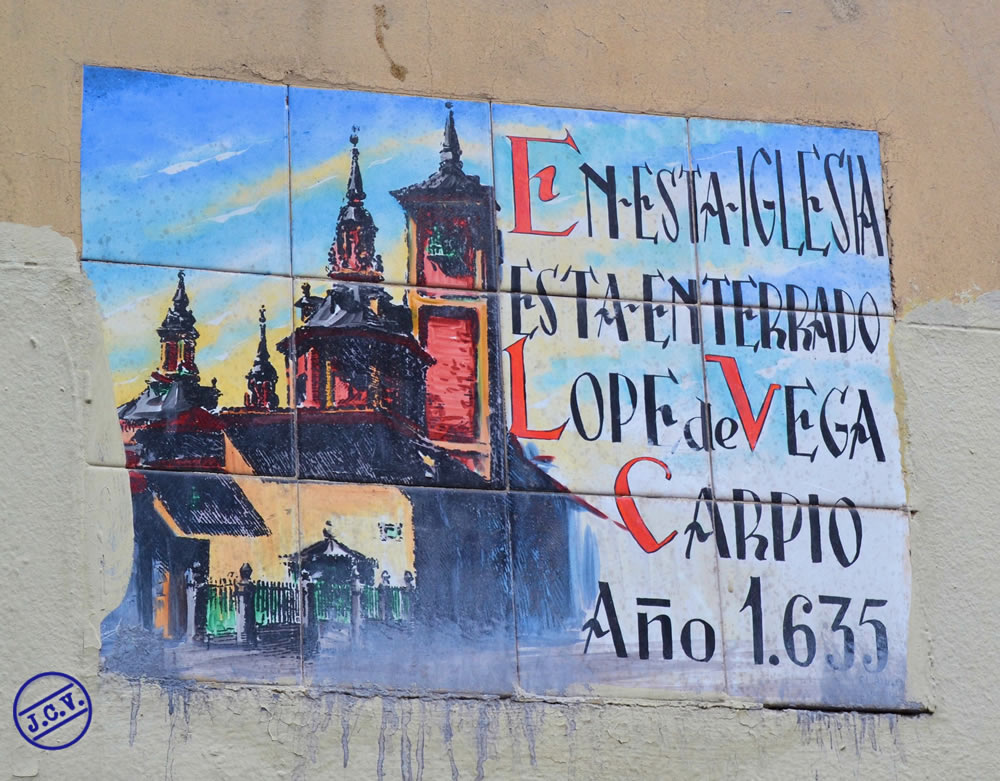 EN-ESTA-IGLESIA
ESTA-ENTERRADO
LOPE de VEGA
CARPIO
Año 1.635
J.C.V.